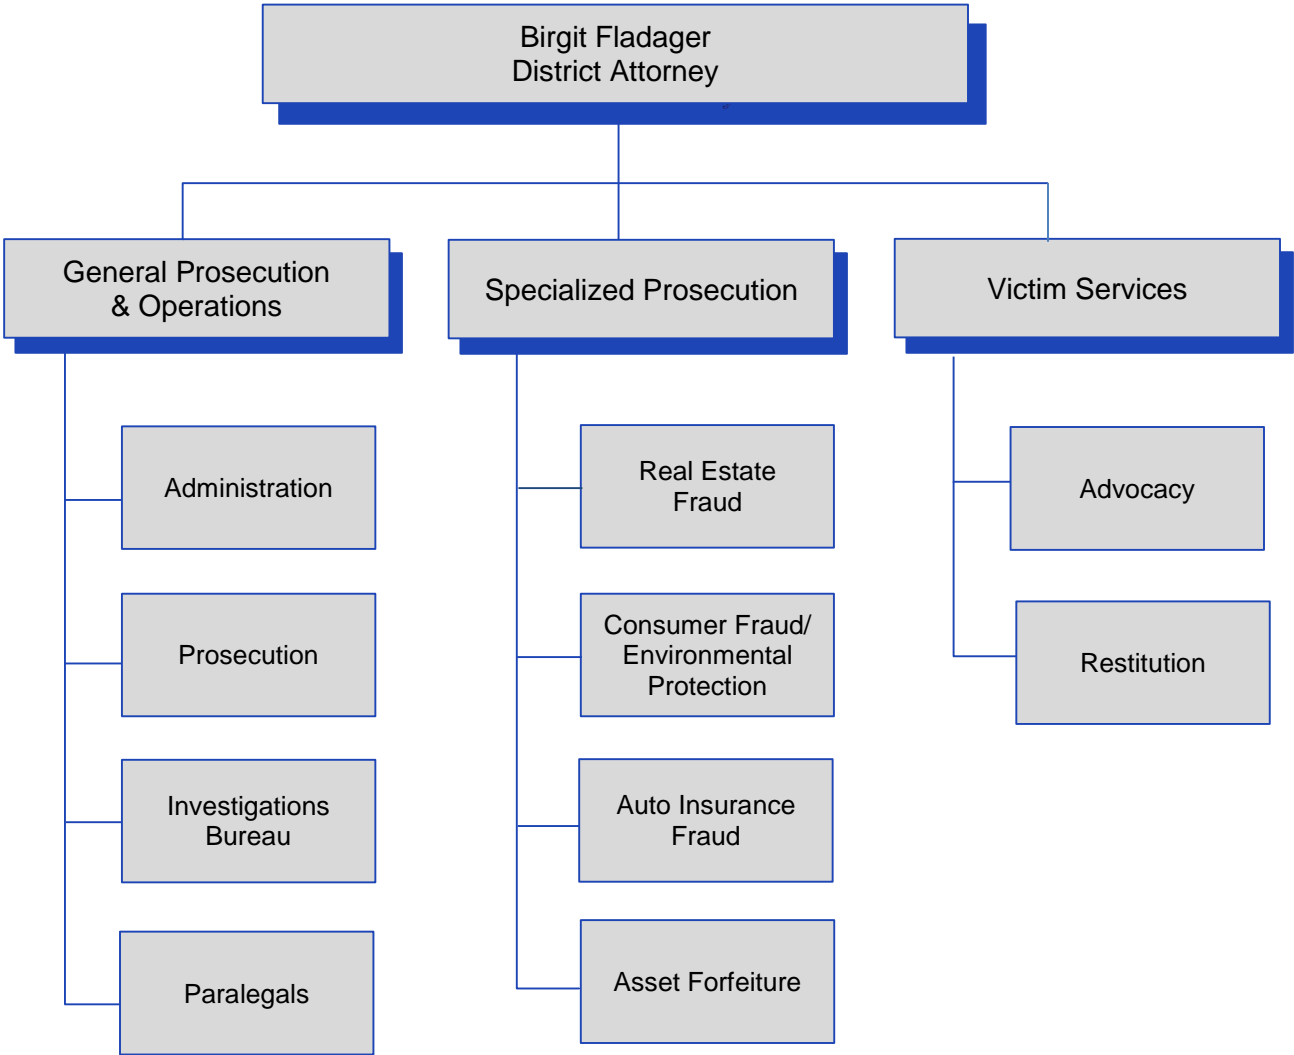 Birgit Fladager
District Attorney
General Prosecution
& Operations
Specialized Prosecution
Victim Services
Administration
Prosecution
Investigations
Bureau
Paralegals
Real Estate
Fraud
Consumer Fraud/
Environmental
Protection
Auto Insurance
Fraud
Asset Forfeiture
Advocacy
Restitution